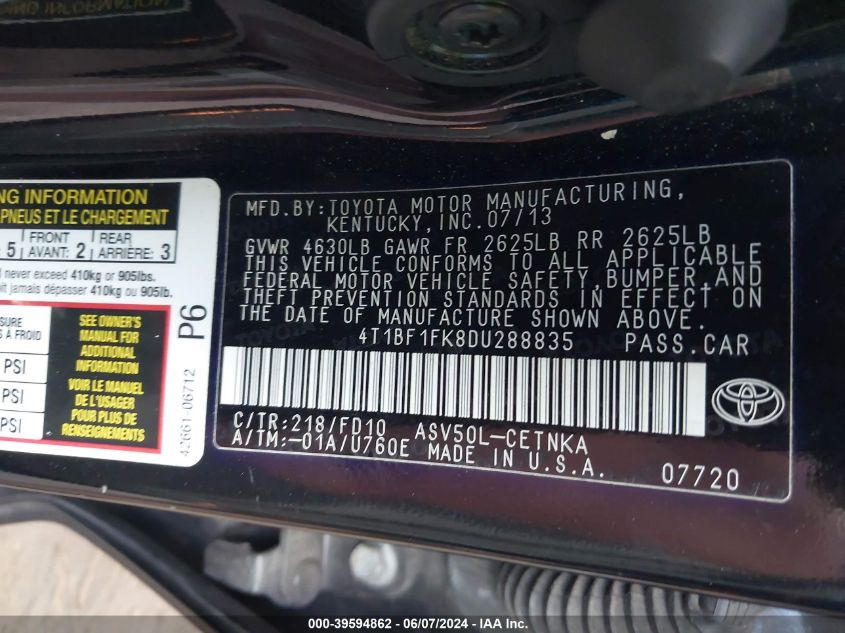 NG INFORMATION
PNEUS ET LE CHARGEMENT
5 FRONT AVANT: 2 REAR ARRIÈRE: 3
l never exceed 410kg or 905lbs.
it jamais dépasser 410kg ou 905lb.
SURE
S A FROID
PSI
PSI
PSI
SEE OWNER'S
MANUAL FOR
ADDITIONAL
INFORMATION
VOIR LE MANUEL
DE L'USAGER
POUR PLUS DE
RENSEIGNEMENTS
P6
42661-06712
MFD.BY:TOYOTA MOTOR MANUFACTURING,
KENTUCKY,INC.07/13
GVWR 4630LB GAWR FR 2625LB RR 2625LB
THIS VEHICLE CONFORMS TO ALL APPLICABLE
FEDERAL MOTOR VEHICLE SAFETY,BUMPER,AND
THEFT PREVENTION STANDARDS IN EFFECT ON
THE DATE OF MANUFACTURE SHOWN ABOVE.
4T1BF1FK8DU288835 PASS.CAR
C/TR:218/FD10 ASV50L-CETNKA
A/TM:-01A/U760E MADE IN U.S.A.
07720
000-39594862 - 06/07/2024 - IAA Inc.